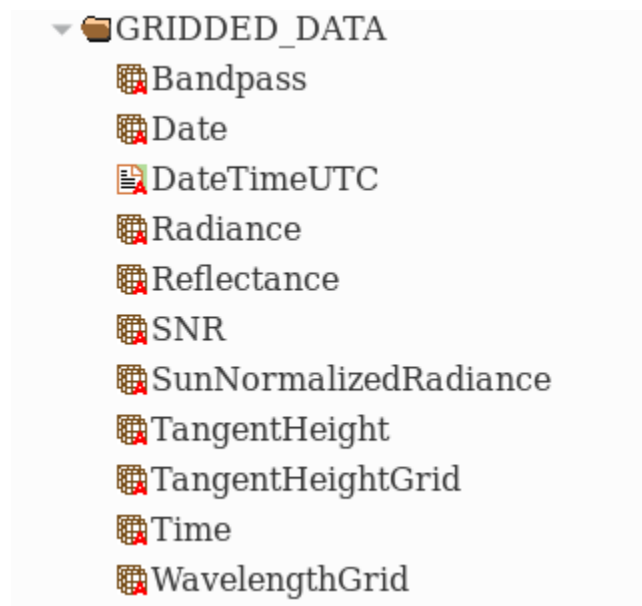 GRIDDED_DATA
Bandpass
Date
DateTimeUTC
Radiance
Reflectance
SNR
SunNormalizedRadiance
TangentHeight
TangentHeightGrid
Time
WavelengthGrid